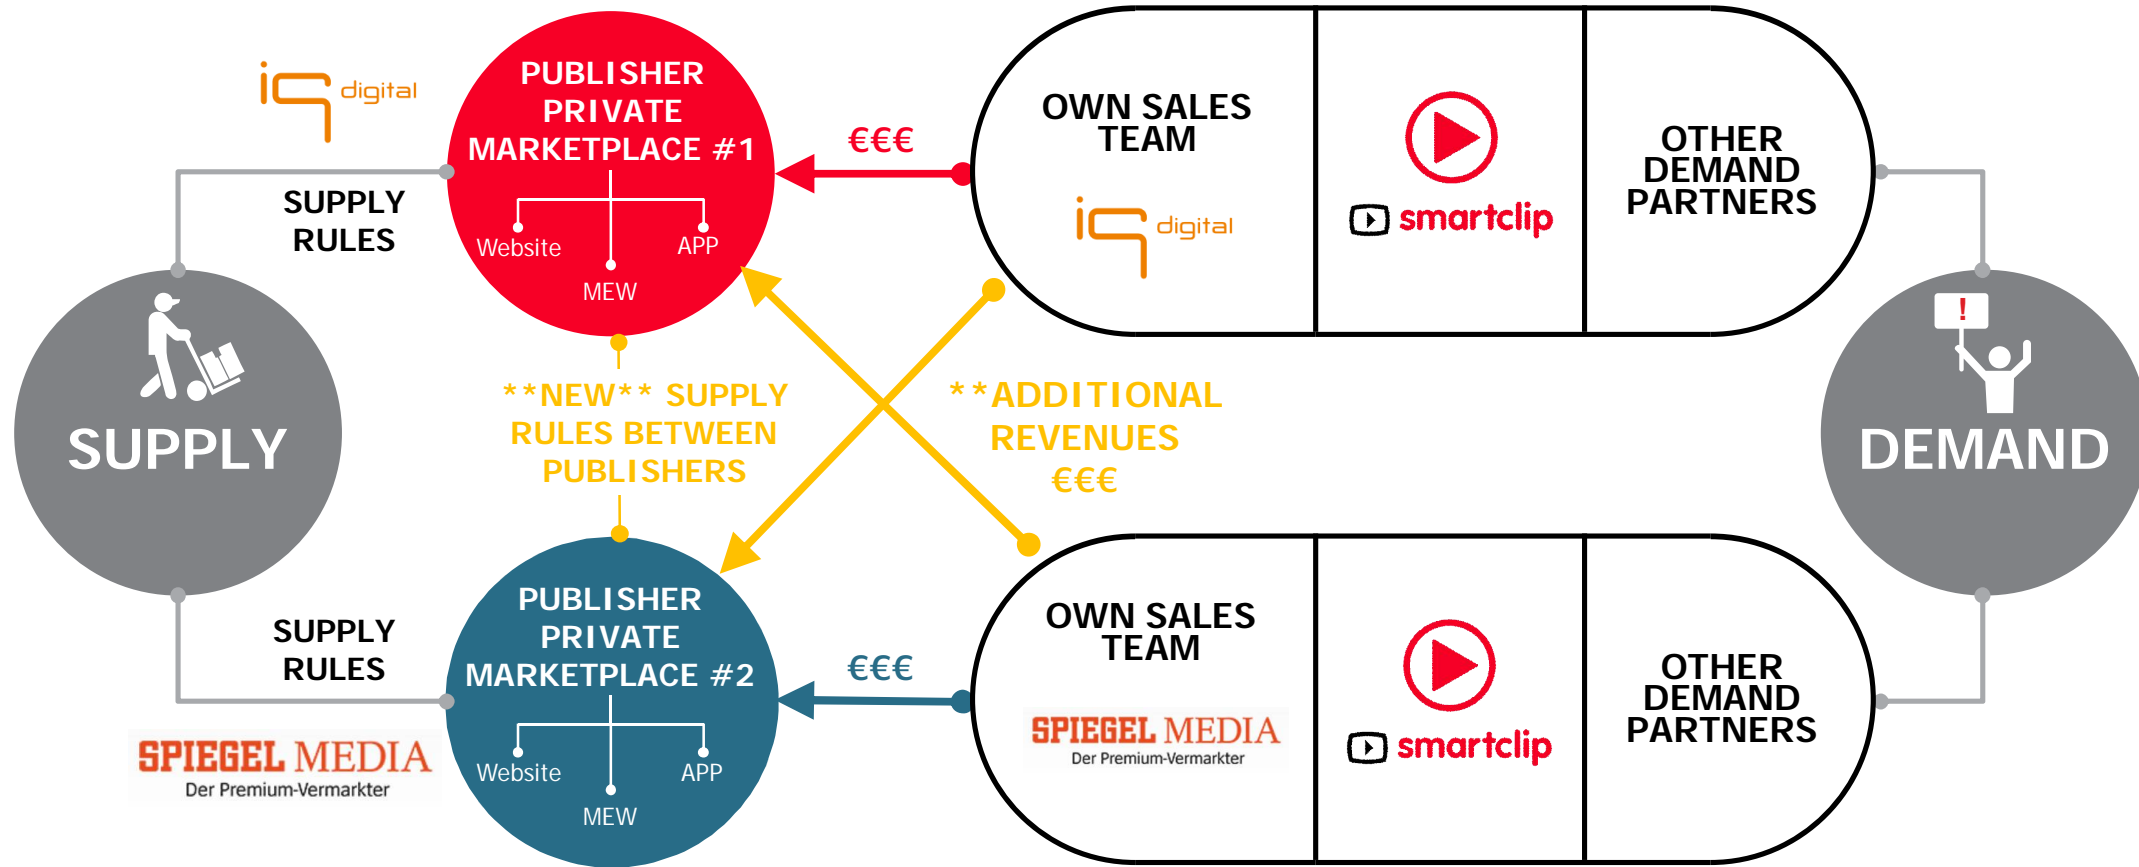 iq digital
SUPPLY
RULES
PUBLISHER
PRIVATE
MARKETPLACE #1
Website
APP
MEW
€€€
OWN SALES
TEAM
iq digital
smartclip
OTHER
DEMAND
PARTNERS
SUPPLY
**NEW** SUPPLY
RULES BETWEEN
PUBLISHERS
**ADDITIONAL
REVENUES
€€€
!
DEMAND
SUPPLY
RULES
SPIEGEL MEDIA
Der Premium-Vermarkter
PUBLISHER
PRIVATE
MARKETPLACE #2
Website
APP
MEW
€€€
OWN SALES
TEAM
SPIEGEL MEDIA
Der Premium-Vermarkter
smartclip
OTHER
DEMAND
PARTNERS